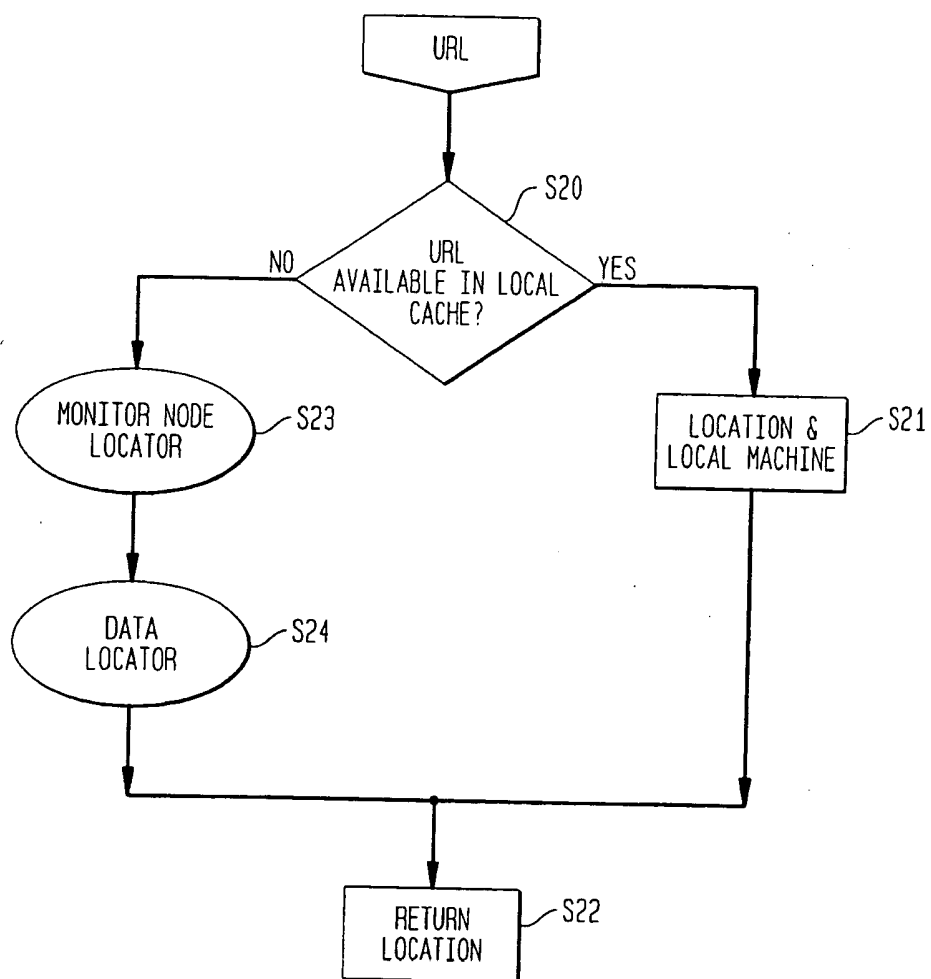 URL
S20
URL
AVAILABLE IN LOCAL
CACHE?
NO
YES
MONITOR NODE
LOCATOR
S23
LOCATION &
LOCAL MACHINE
S21
DATA
LOCATOR
S24
RETURN
LOCATION
S22